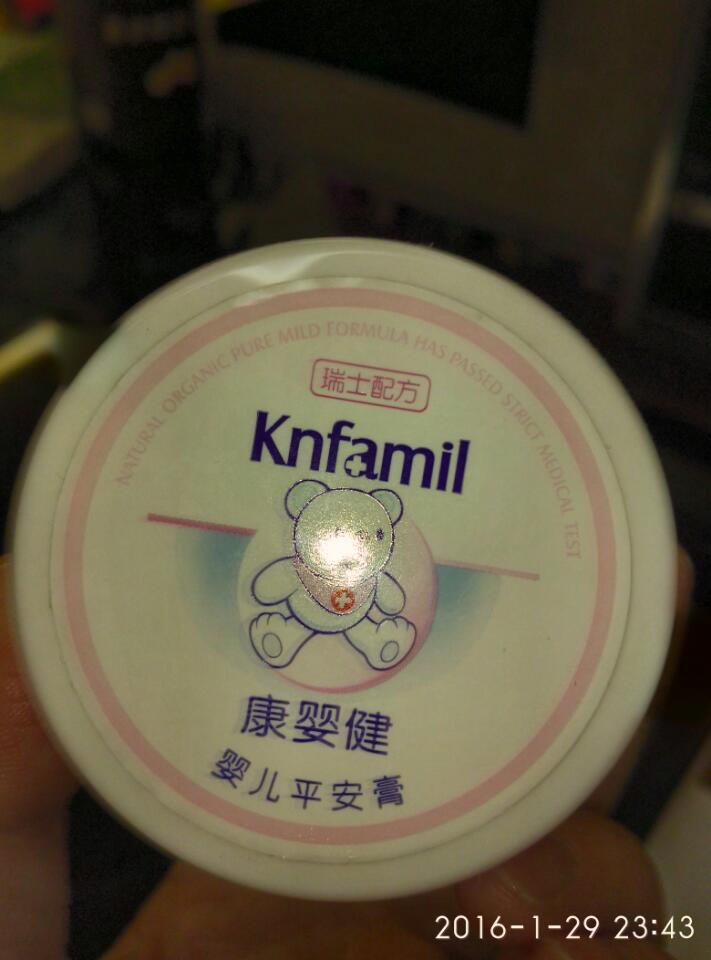 NATURAL ORGANIC PURE MILD FORMULA HAS PASSED STRICT MEDICAL TEST
瑞士配方
Knfamil
康婴健
婴儿平安膏
2016-1-29 23:43